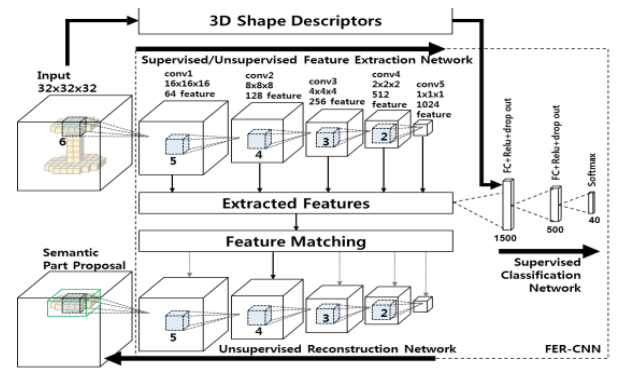 3D Shape Descriptors
Supervised/Unsupervised Feature Extraction Network
Input
32x32x32
conv1
16x16x16
64 feature
conv2
8x8x8
128 feature
conv3
4x4x4
256 feature
conv4
2x2x2
512
feature
conv5
1x1x1
1024
feature
6
5
4
3
2
FC+Relu+drop out
FC+Relu+drop out
Softmax
1500
500
40
Extracted Features
Feature Matching
Semantic
Part Proposal
Supervised
Classification
Network
5
4
3
2
Unsupervised Reconstruction Network
FER-CNN